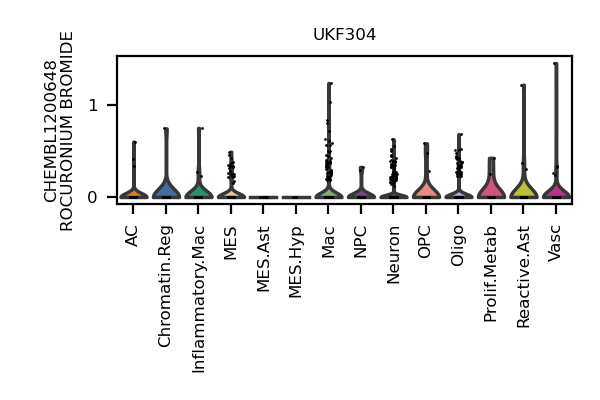 UKF304
CHEMBL1200648
ROCURONIUM BROMIDE
1
0
AC
Chromatin.Reg
Inflammatory.Mac
MES
MES.Ast
MES.Hyp
Mac
NPC
Neuron
OPC
Oligo
Prolif.Metab
Reactive.Ast
Vasc